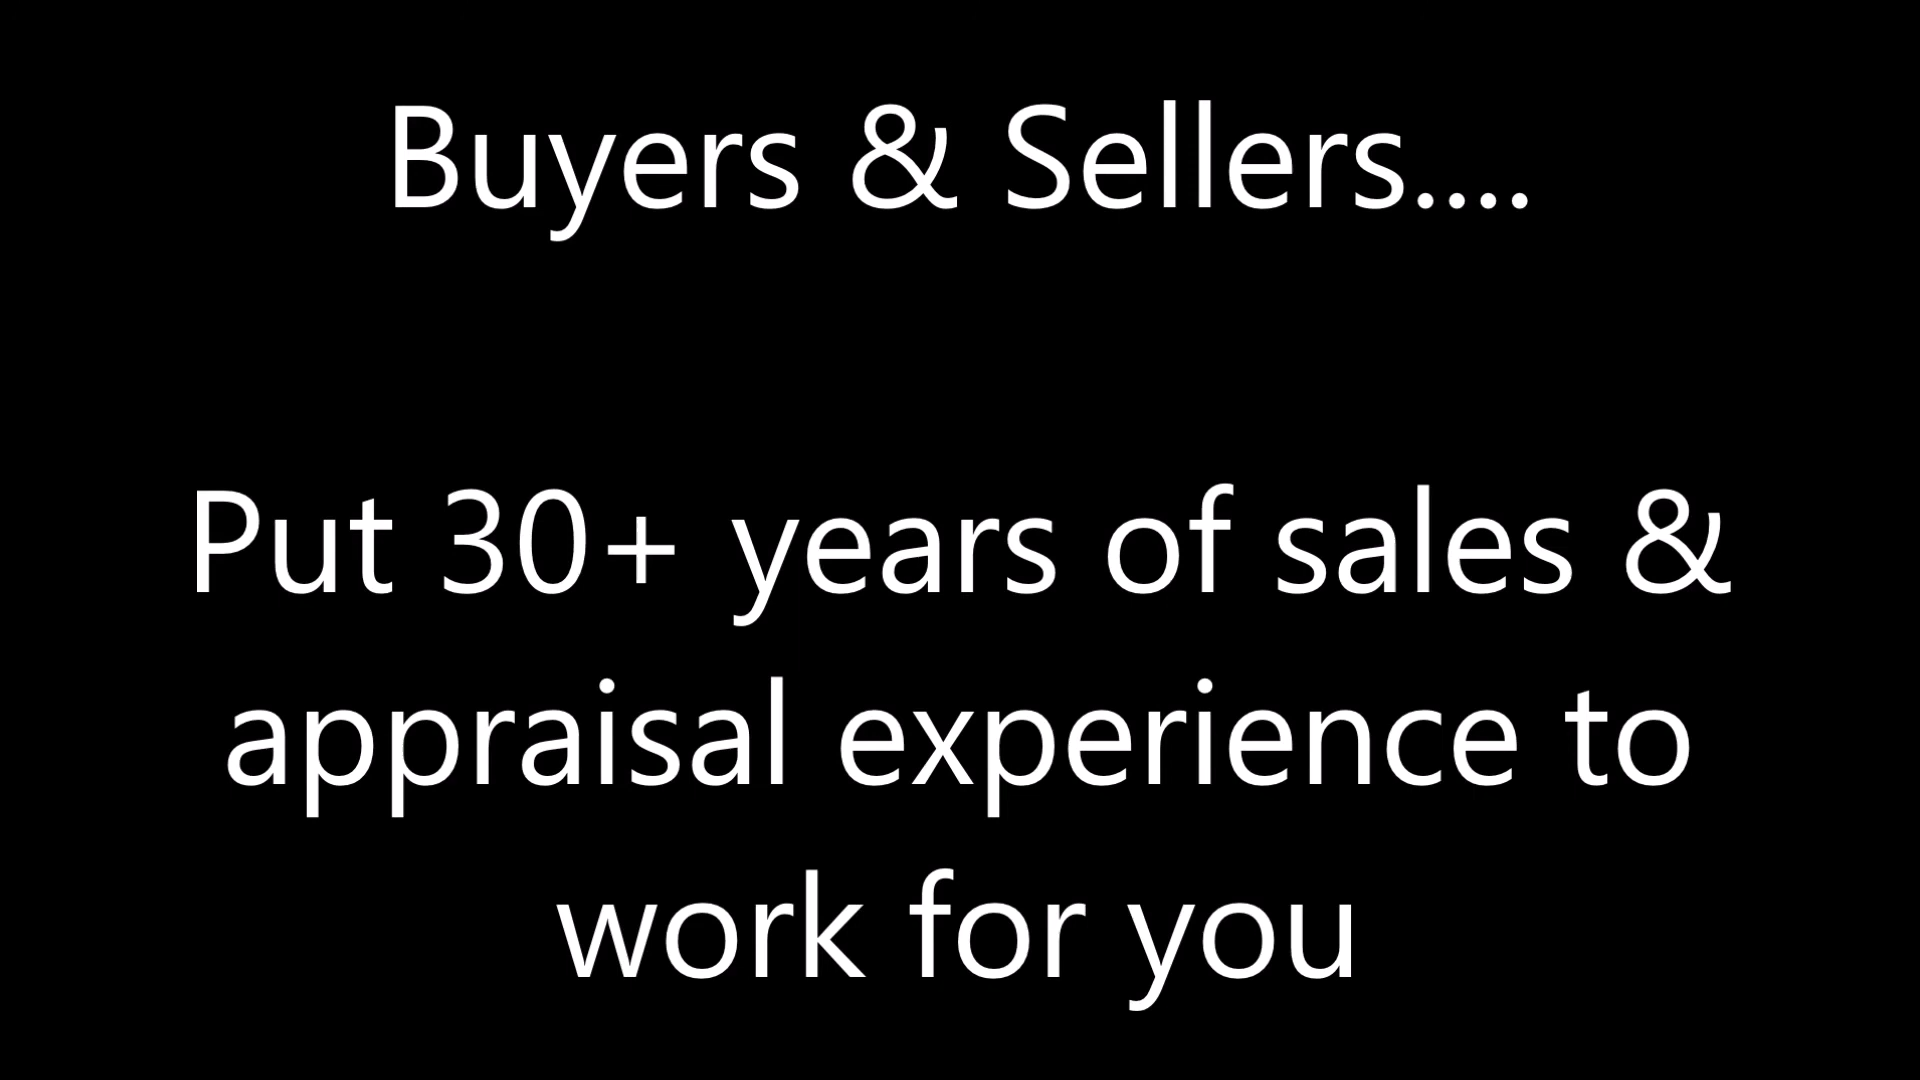 Buyers & Sellers....
Put 30+ years of sales &
appraisal experience to
work for you